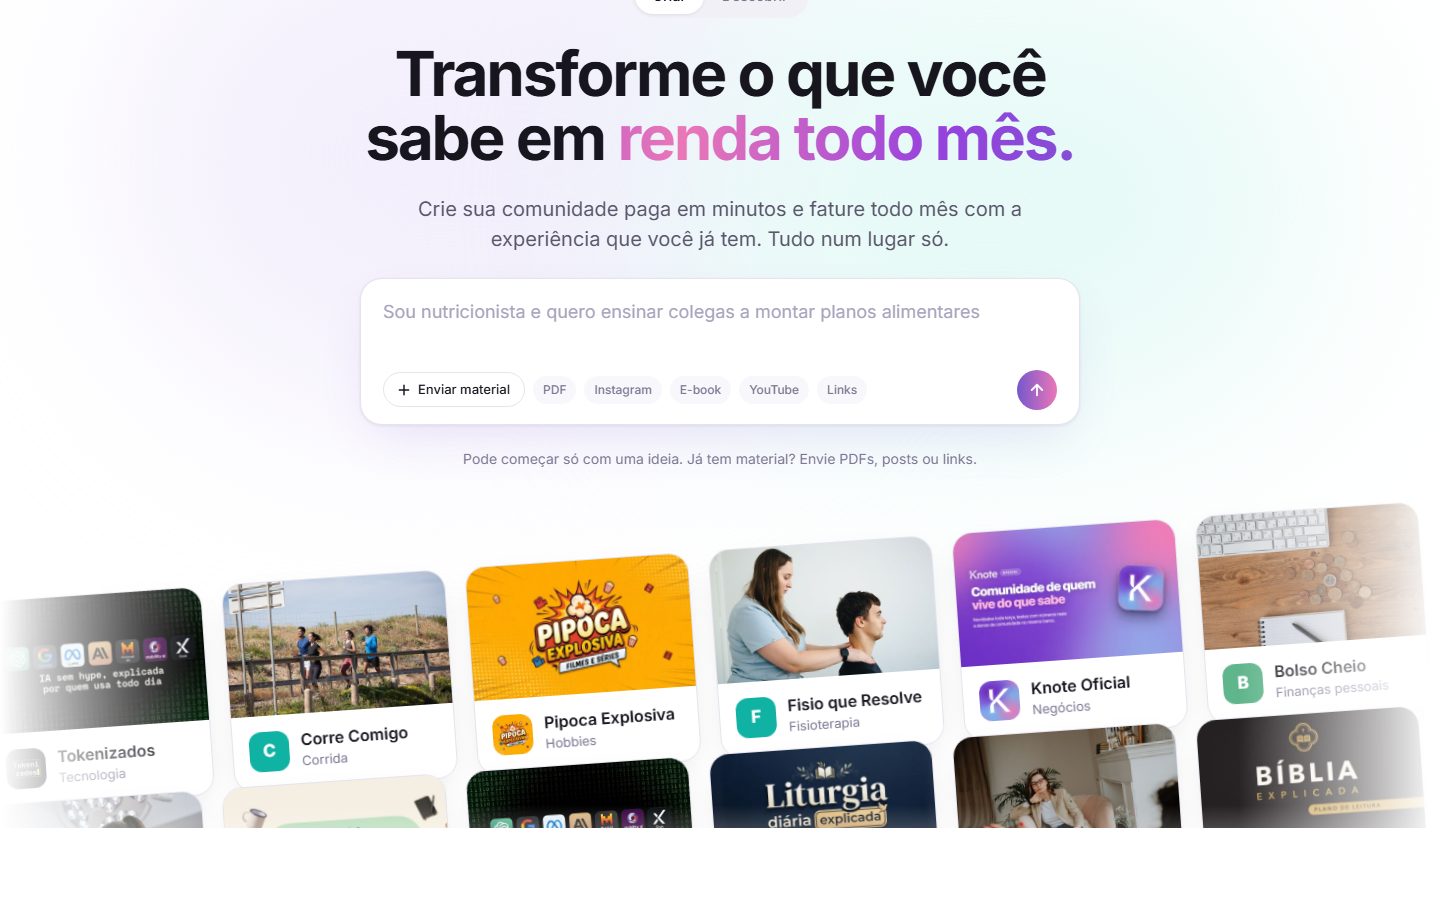 Transforme o que você
sabe em renda todo mês.
Crie sua comunidade paga em minutos e fature todo mês com a
experiência que você já tem. Tudo num lugar só.
Sou nutricionista e quero ensinar colegas a montar planos alimentares
Enviar material
PDF
Instagram
E-book
YouTube
Links
Pode começar só com uma ideia. Já tem material? Envie PDFs, posts ou links.
IA sem hype, explicada
por quem usa todo dia
Tokenizados
Tecnologia
C
Corre Comigo
Corrida
PIPOCA
EXPLOSIVA
FILMES E SÉRIES
Pipoca Explosiva
Hobbies
F
Fisio que Resolve
Fisioterapia
Knote
Comunidade de quem
vive do que sabe
Knote Oficial
Negócios
B
Bolso Cheio
Finanças pessoais
Liturgia
diária explicada
BÍBLIA
EXPLICADA
PLANO DE LEITURA